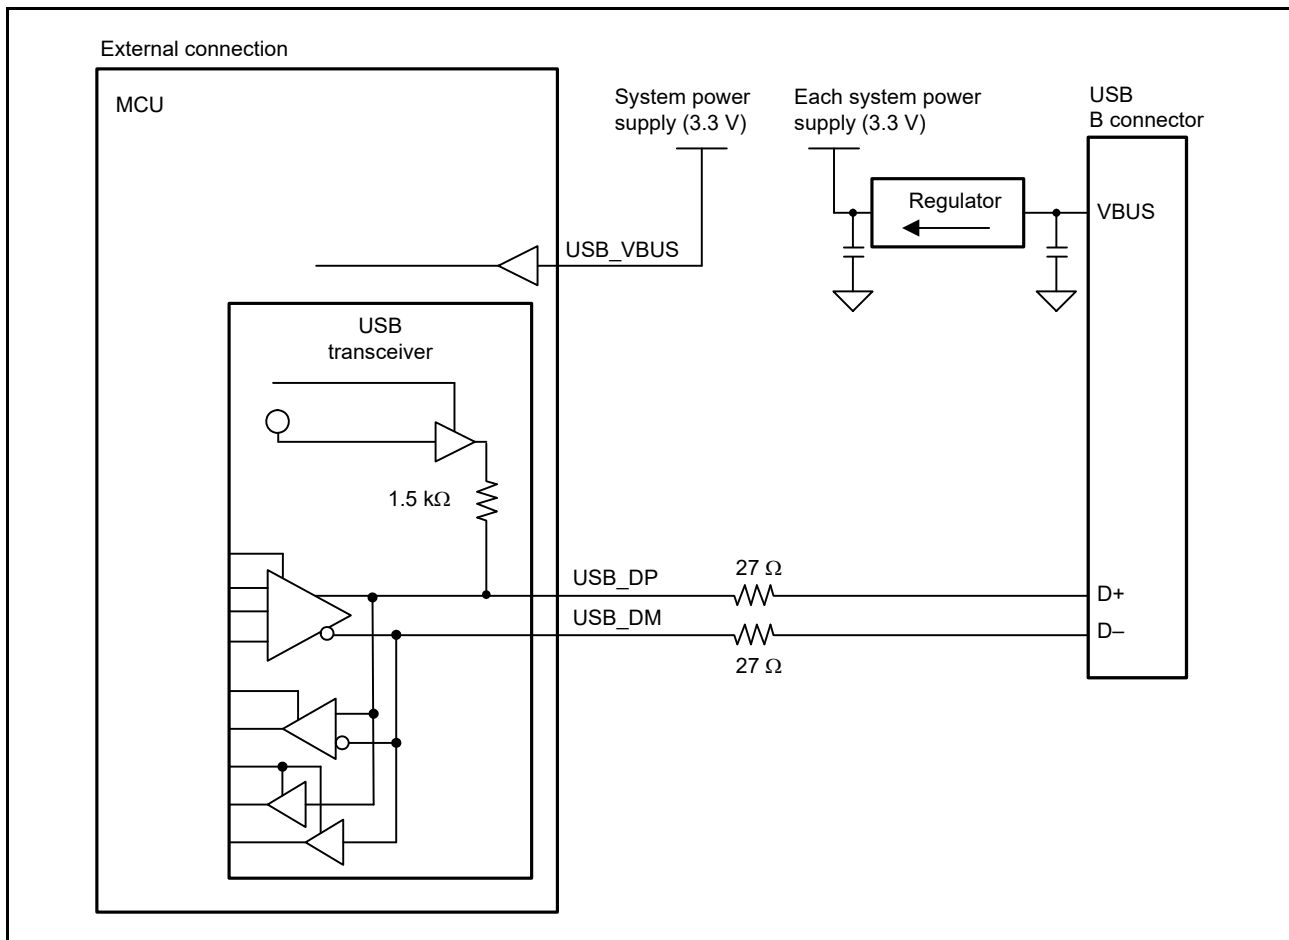 External connection
MCU
System power
supply (3.3 V)
Each system power
supply (3.3 V)
USB
B connector
Regulator
VBUS
USB_VBUS
USB
transceiver
1.5 kΩ
USB_DP
27 Ω
D+
USB_DM
D–
27 Ω